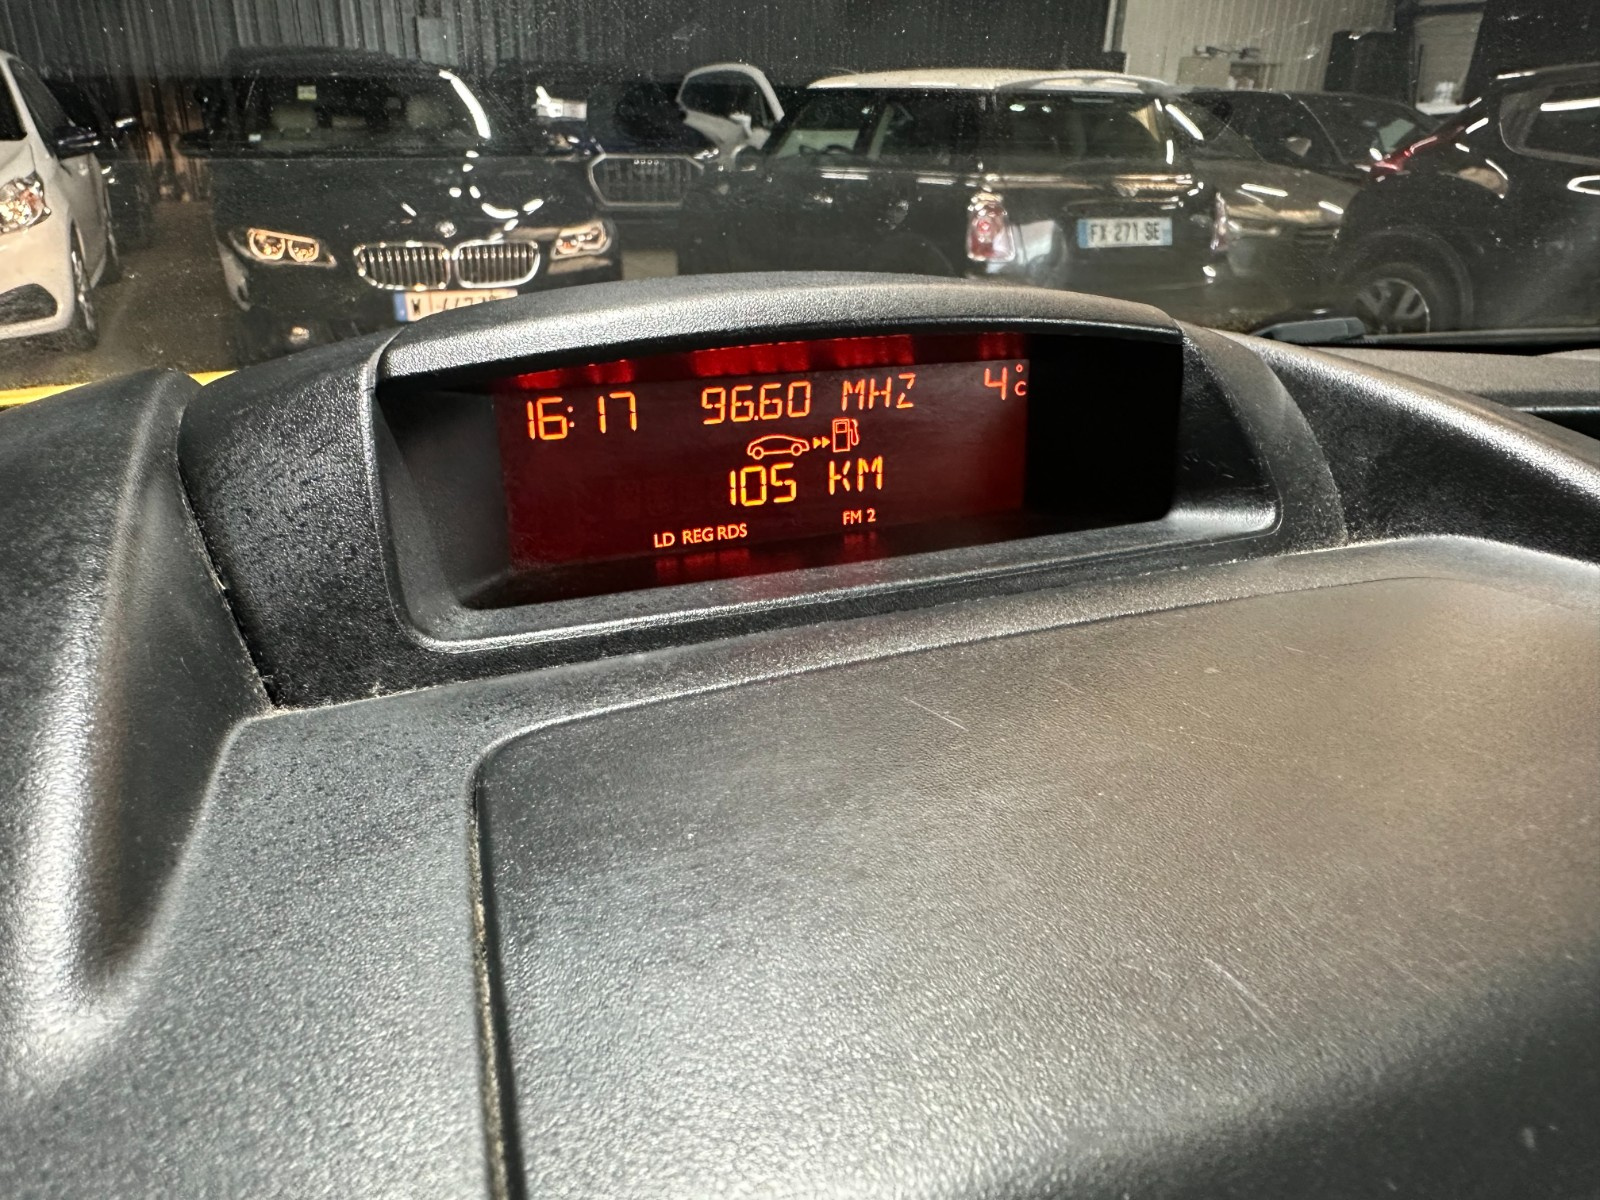 FX-271-SE
16:17 96.60 MHZ 4°C
105 KM
LD REG RDS FM 2